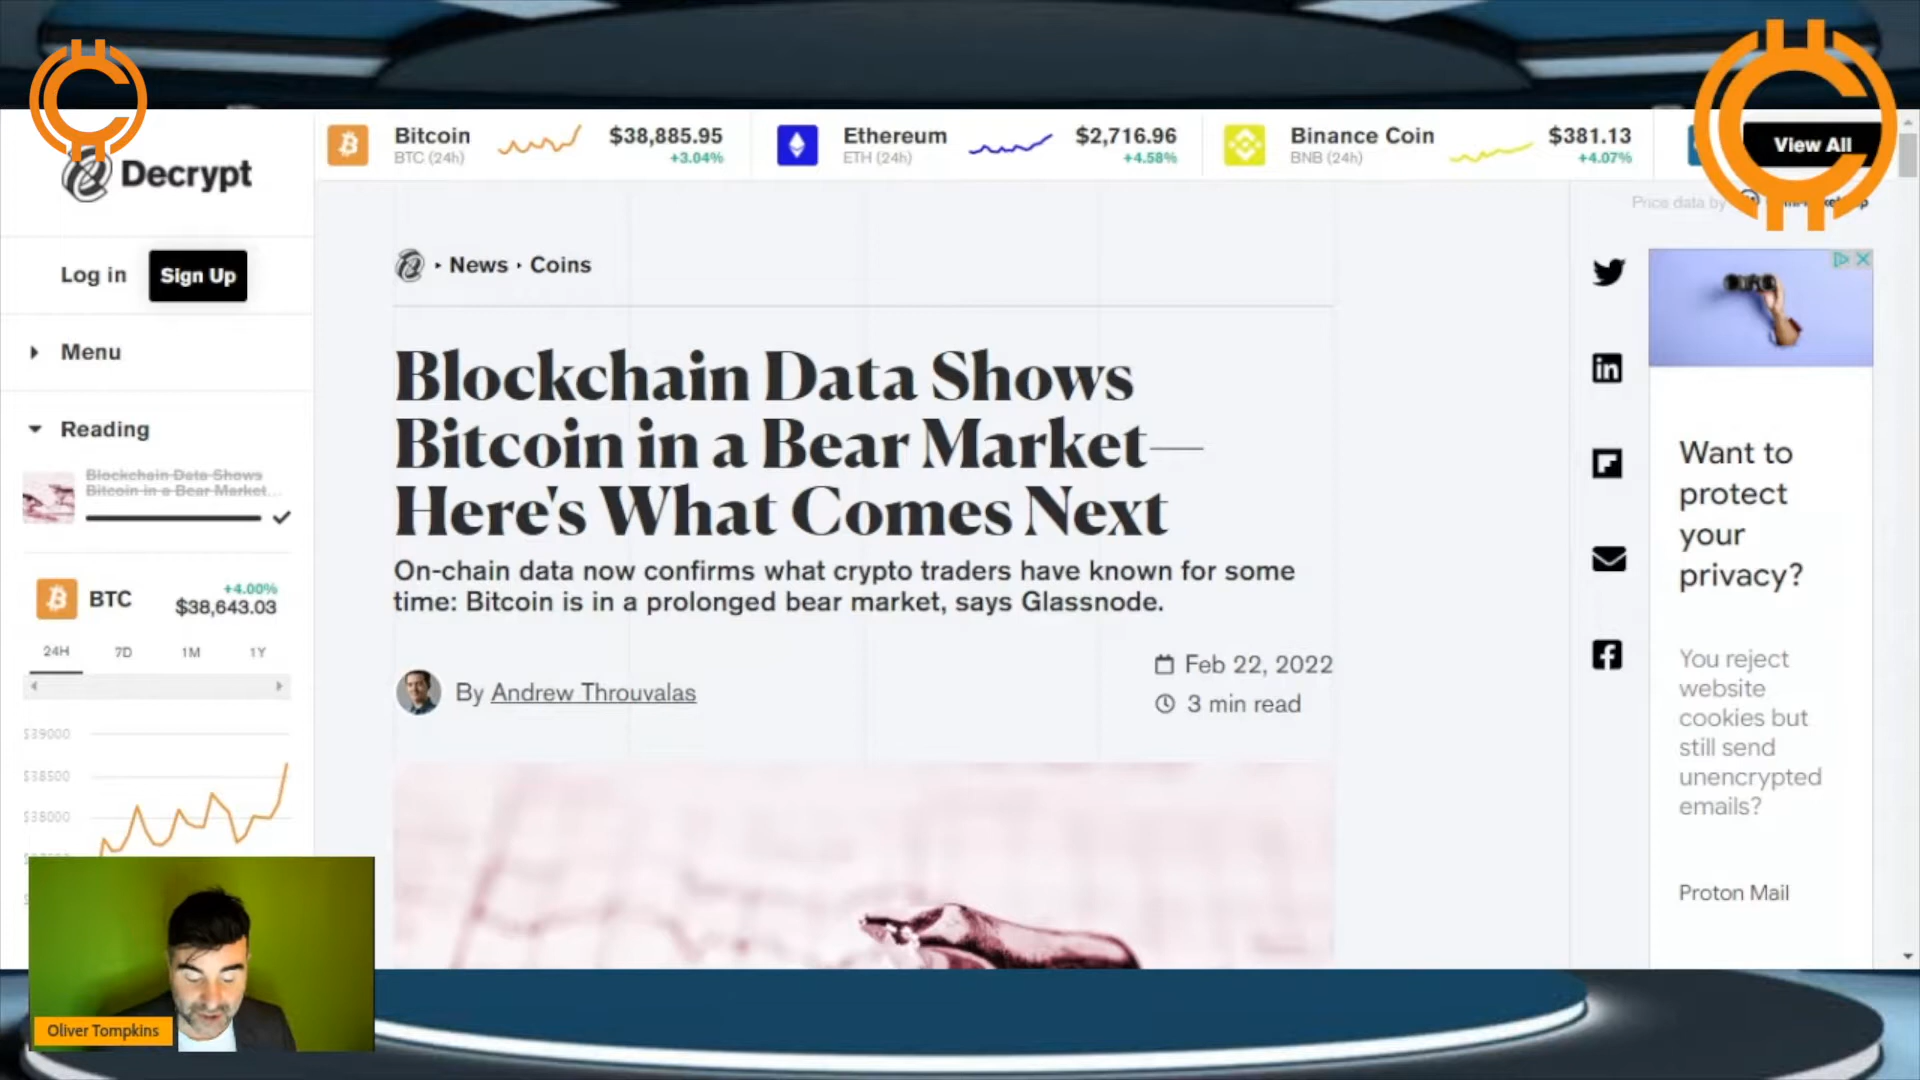 Bitcoin
BTC (24h)
$38,885.95
+3.04%
Ethereum
ETH (24h)
$2,716.96
+4.58%
Binance Coin
BNB (24h)
$381.13
+4.07%
View All
Decrypt
Price data by
Log in
Sign Up
Menu
Reading
Blockchain Data Shows
Bitcoin in a Bear Market...
BTC
+4.00%
$38,643.03
24H 7D 1M 1Y
$39000
$38500
$38000
News · Coins
Blockchain Data Shows
Bitcoin in a Bear Market—
Here's What Comes Next
On-chain data now confirms what crypto traders have known for some
time: Bitcoin is in a prolonged bear market, says Glassnode.
By Andrew Throuvalas
Feb 22, 2022
3 min read
Want to
protect
your
privacy?
You reject
website
cookies but
still send
unencrypted
emails?
Proton Mail
Oliver Tompkins